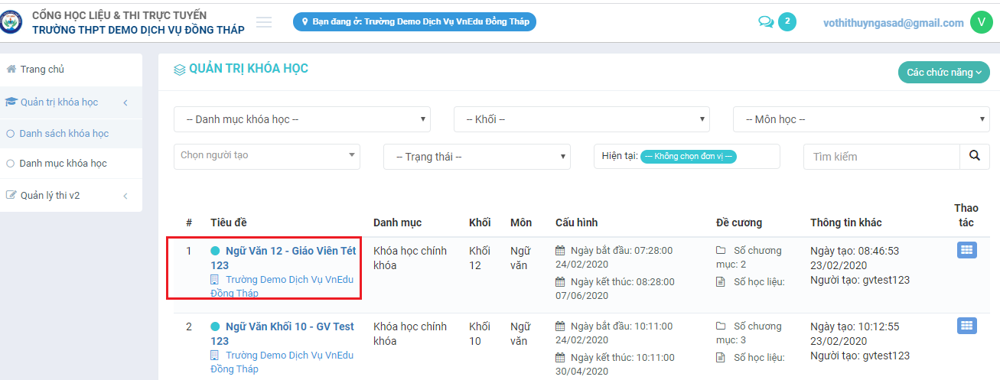 CỔNG HỌC LIỆU & THI TRỰC TUYẾN
TRƯỜNG THPT DEMO DỊCH VỤ ĐỒNG THÁP
Bạn đang ở: Trường Demo Dịch Vụ VnEdu Đồng Tháp
2
vothithuyngasad@gmail.com
V
Trang chủ
Quản trị khóa học
Danh sách khóa học
Danh mục khóa học
Quản lý thi v2
QUẢN TRỊ KHÓA HỌC
Các chức năng
-- Danh mục khóa học --
-- Khối --
-- Môn học --
Chọn người tạo
-- Trạng thái --
Hiện tại: --- Không chọn đơn vị ---
Tìm kiếm
# Tiêu đề Danh mục Khối Môn Cấu hình Đề cương Thông tin khác Thao tác
1
Ngữ Văn 12 - Giáo Viên Tét
123
Trường Demo Dịch Vụ VnEdu
Đồng Tháp
Khóa học chính
khóa
Khối
12
Ngữ
văn
Ngày bắt đầu: 07:28:00
24/02/2020
Ngày kết thúc: 08:28:00
07/06/2020
Số chương
mục: 2
Số học liệu:
Ngày tạo: 08:46:53
23/02/2020
Người tạo: gvtest123
2
Ngữ Văn Khối 10 - GV Test
123
Trường Demo Dịch Vụ VnEdu
Đồng Tháp
Khóa học chính
khóa
Khối
10
Ngữ
văn
Ngày bắt đầu: 10:11:00
24/02/2020
Ngày kết thúc: 10:11:00
30/04/2020
Số chương
mục: 3
Số học liệu:
Ngày tạo: 10:12:55
23/02/2020
Người tạo: gvtest123